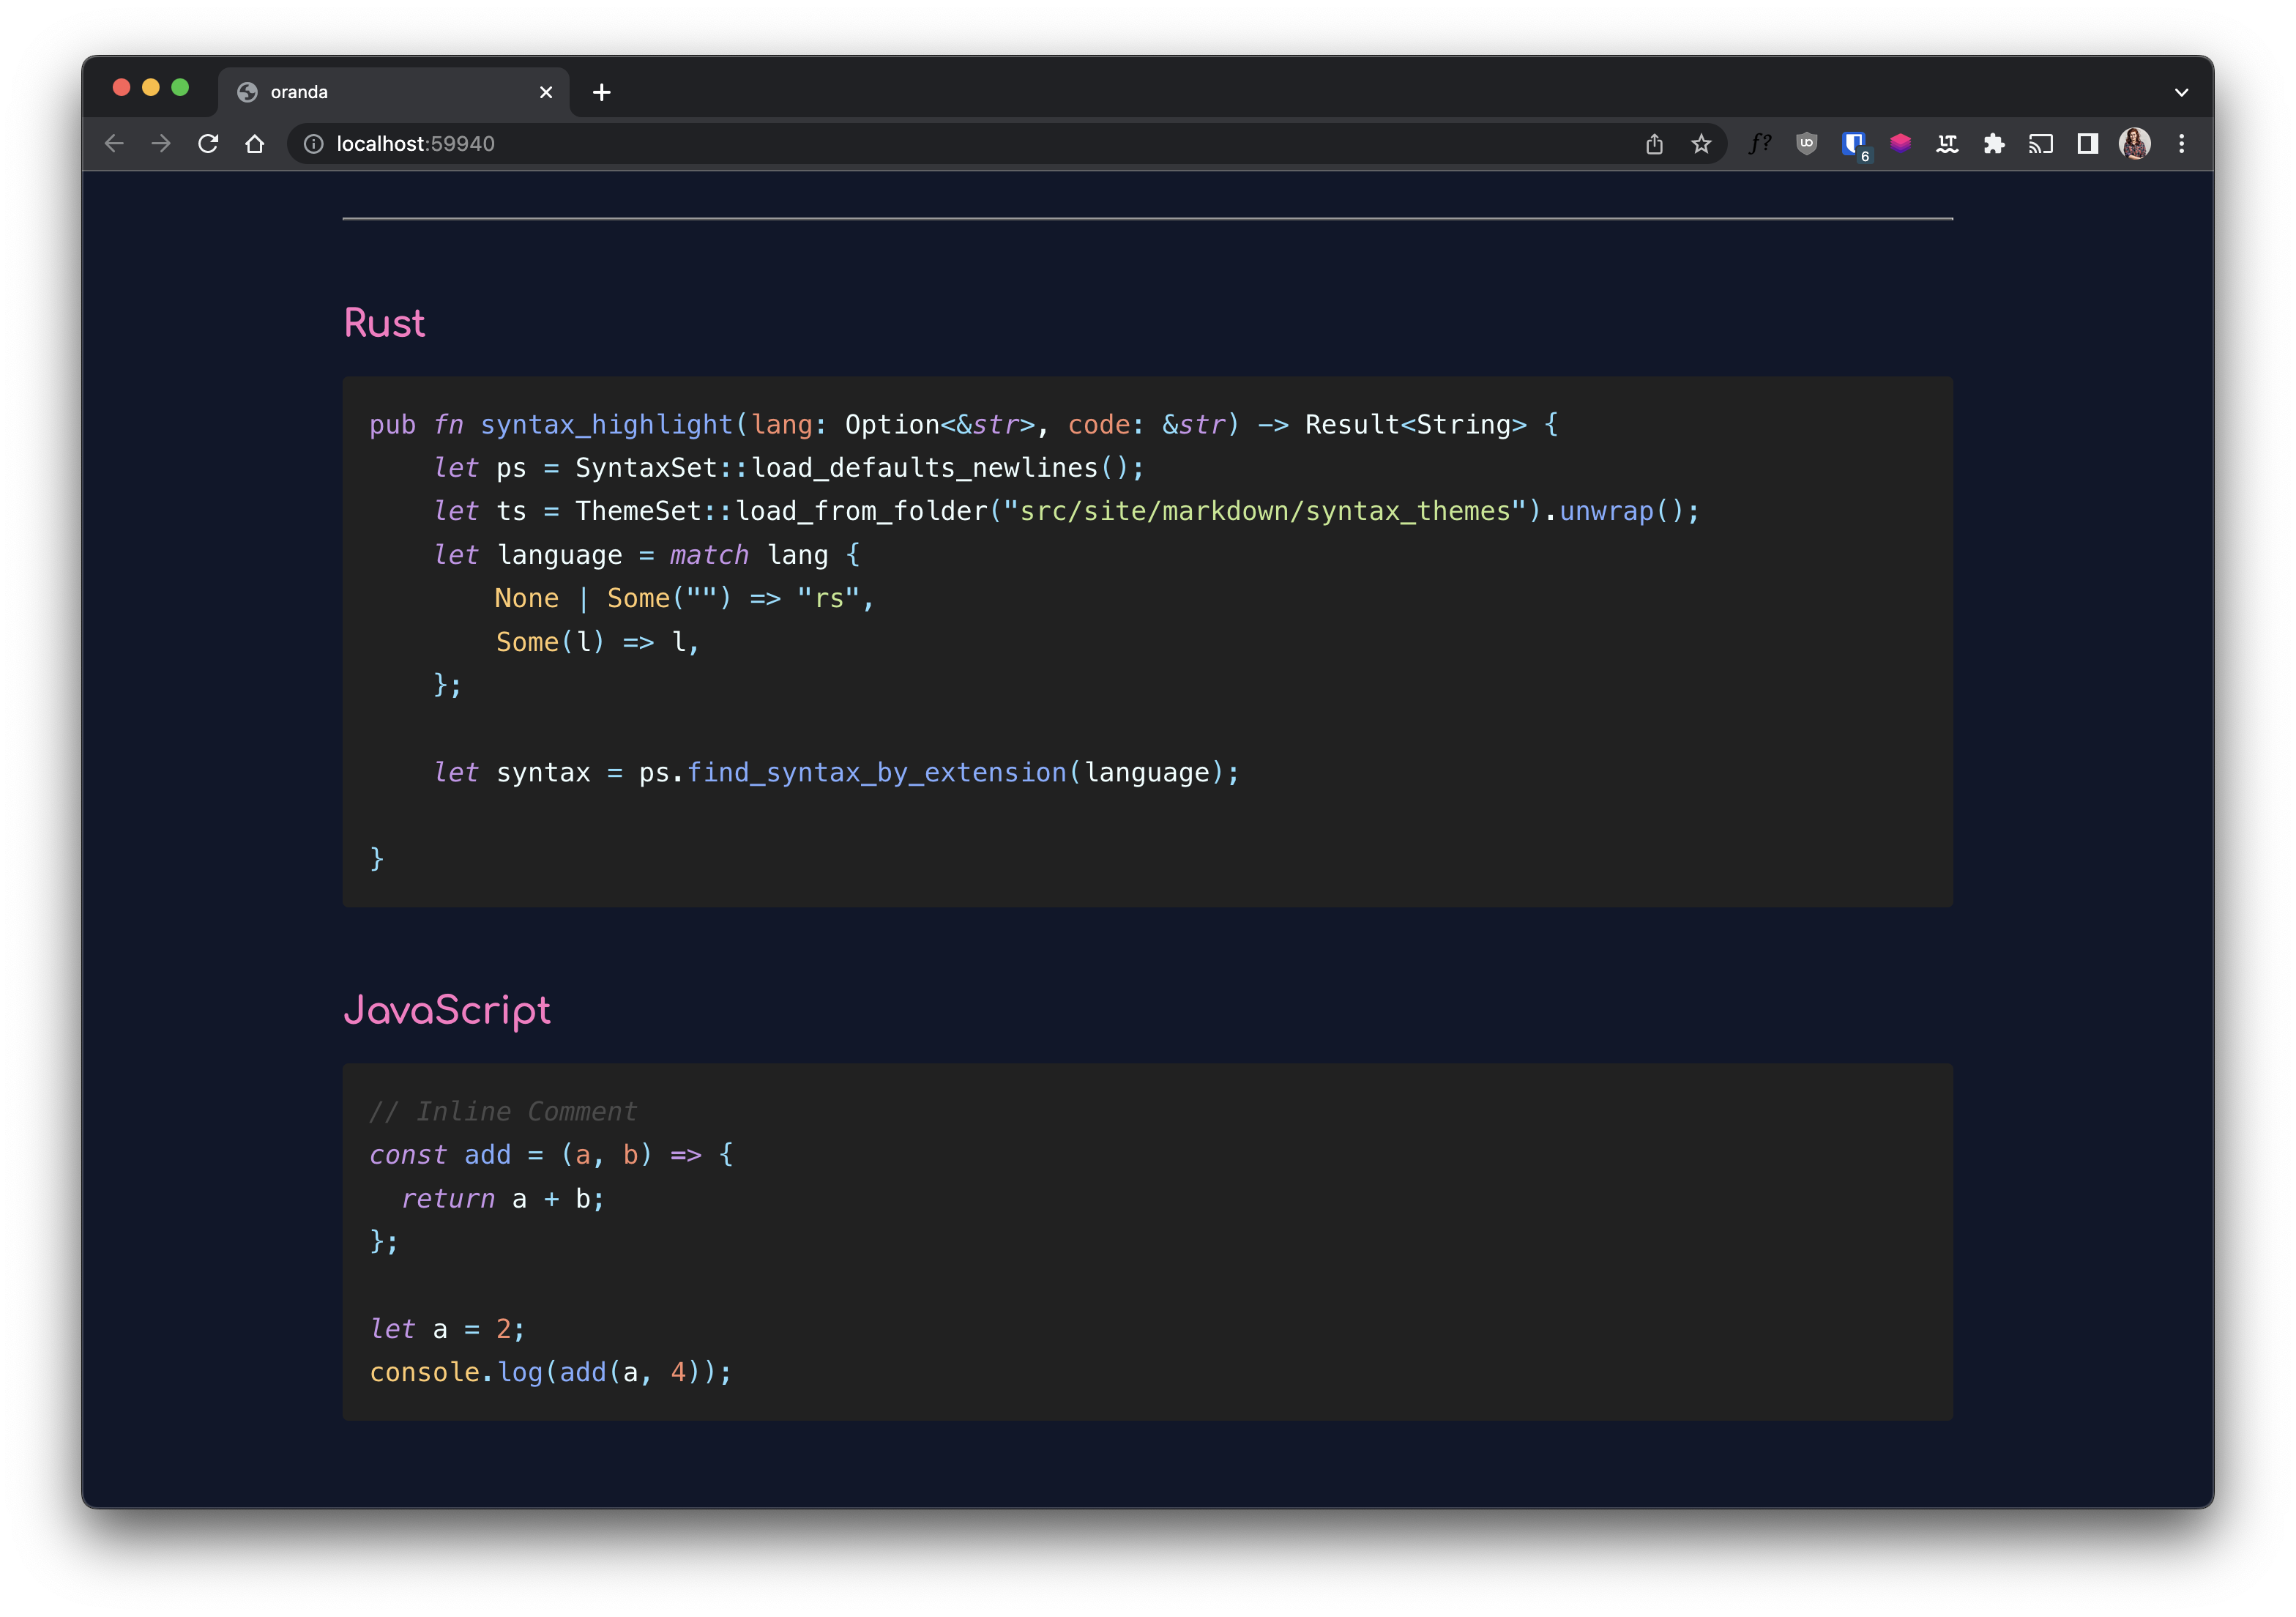 oranda
localhost:59940
f?
6
LT
Rust
pub fn syntax_highlight(lang: Option<&str>, code: &str) -> Result<String> {
    let ps = SyntaxSet::load_defaults_newlines();
    let ts = ThemeSet::load_from_folder("src/site/markdown/syntax_themes").unwrap();
    let language = match lang {
        None | Some("") => "rs",
        Some(l) => l,
    };
    let syntax = ps.find_syntax_by_extension(language);
}
JavaScript
// Inline Comment
const add = (a, b) => {
  return a + b;
};
let a = 2;
console.log(add(a, 4));